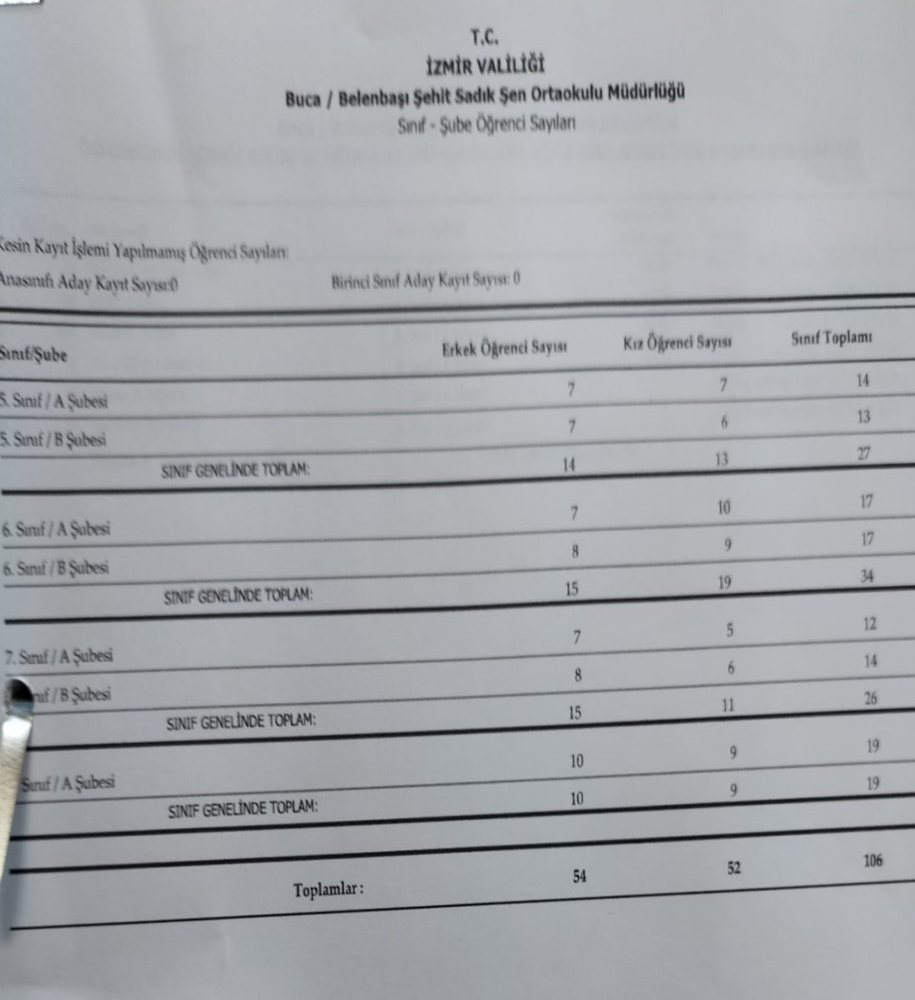 T.C.
İZMİR VALİLİĞİ
Buca / Belenbaşı Şehit Sadık Şen Ortaokulu Müdürlüğü
Sınıf - Şube Öğrenci Sayıları
Kesin Kayıt İşlemi Yapılmamış Öğrenci Sayıları:
Anasınıfı Aday Kayıt Sayısı:0 Birinci Sınıf Aday Kayıt Sayısı: 0
Sınıf/Şube Erkek Öğrenci Sayısı Kız Öğrenci Sayısı Sınıf Toplamı
5. Sınıf / A Şubesi 7 7 14
5. Sınıf / B Şubesi 7 6 13
SINIF GENELİNDE TOPLAM: 14 13 27
6. Sınıf / A Şubesi 7 10 17
6. Sınıf / B Şubesi 8 9 17
SINIF GENELİNDE TOPLAM: 15 19 34
7. Sınıf / A Şubesi 7 5 12
nıf / B Şubesi 8 6 14
SINIF GENELİNDE TOPLAM: 15 11 26
Sınıf / A Şubesi 10 9 19
SINIF GENELİNDE TOPLAM: 10 9 19
Toplamlar : 54 52 106